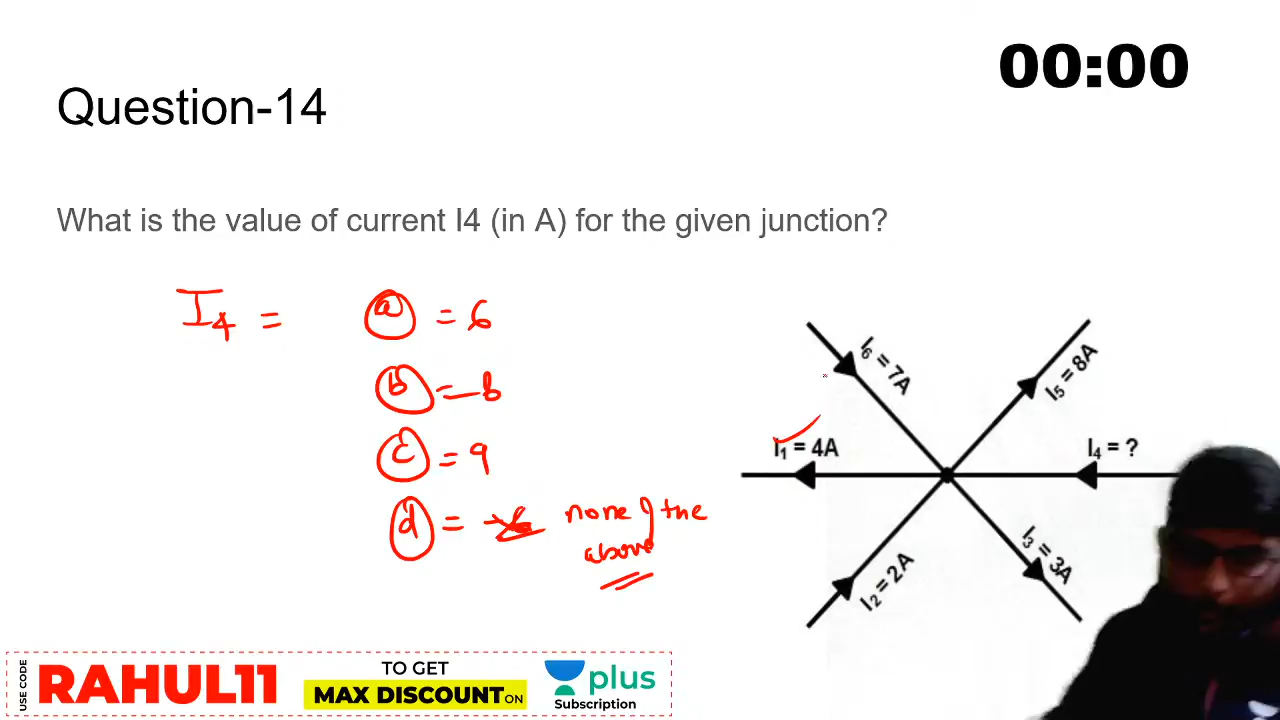 00:00
Question-14
What is the value of current I4 (in A) for the given junction?
I4 =
a = 6
b = -8
c = 9
d = none of the
above
I6 = 7A
I5 = 8A
I1 = 4A
I4 = ?
I3 = 3A
I2 = 2A
USE CODE
RAHUL11
TO GET
MAX DISCOUNT ON
plus
Subscription